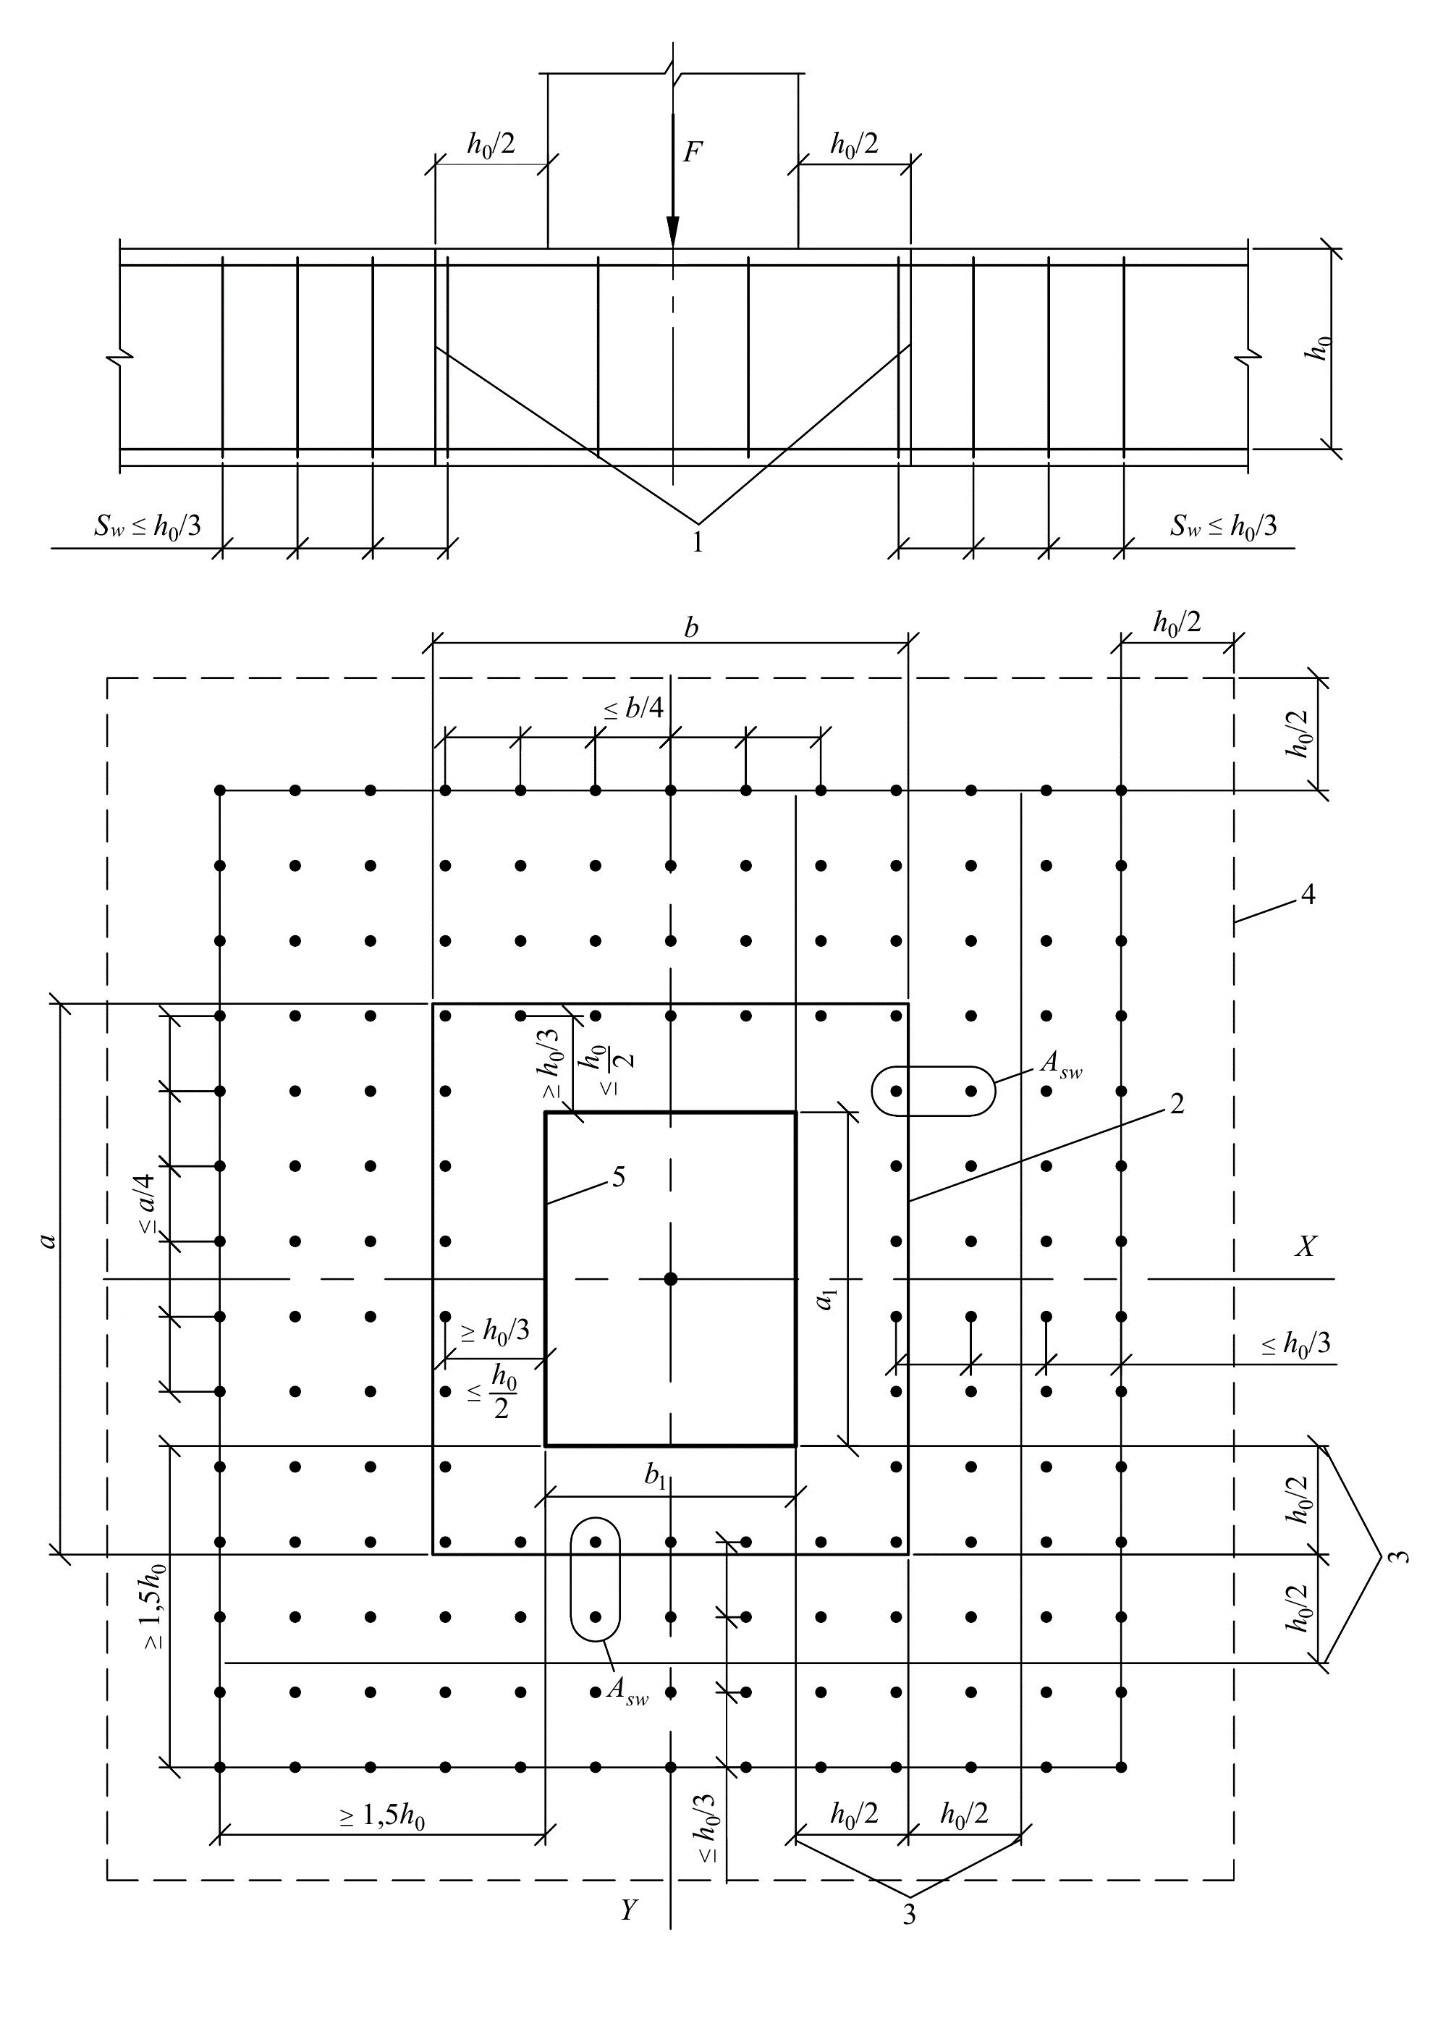 h₀/2
F
h₀/2
h₀
Sw ≤ h₀/3
1
Sw ≤ h₀/3
b
h₀/2
≤ b/4
h₀/2
4
≥ h₀/3
≤ h₀/2
Asw
2
5
≤ a/4
a
X
a₁
≥ h₀/3
≤ h₀/2
≤ h₀/3
b₁
h₀/2
3
≥ 1,5h₀
h₀/2
Asw
≥ 1,5h₀
≤ h₀/3
h₀/2
h₀/2
Y
3